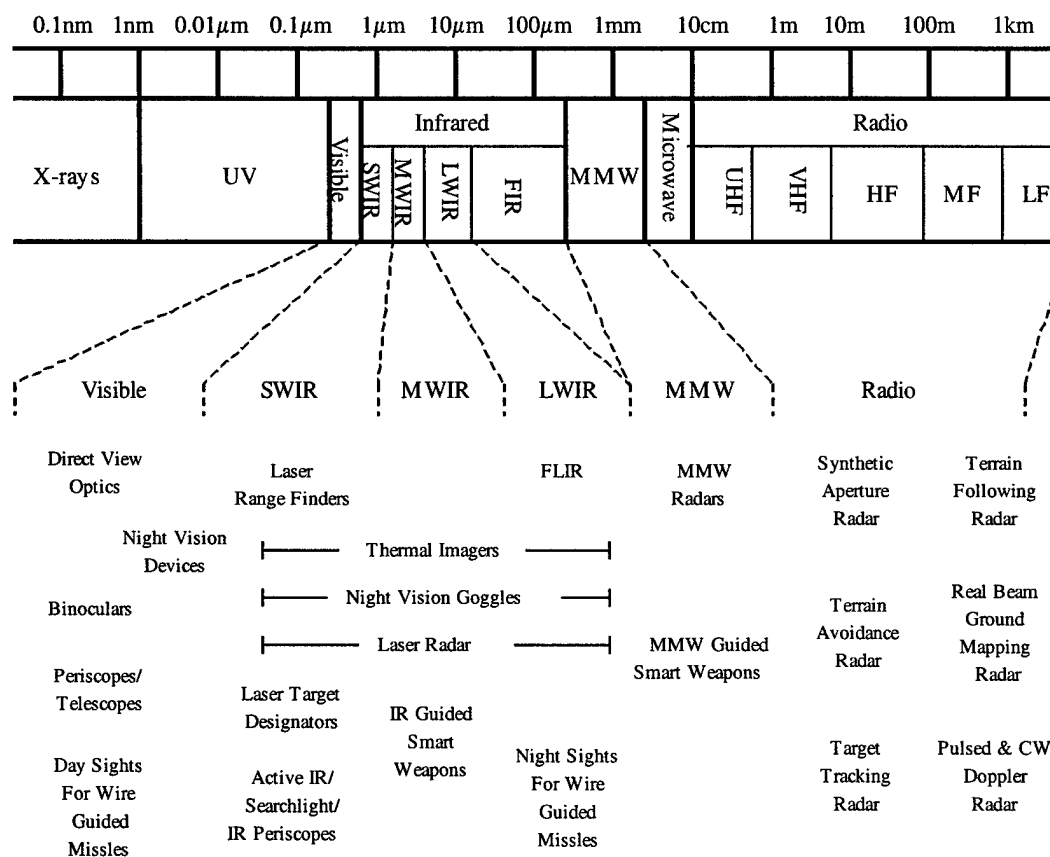 0.1nm 1nm 0.01μm 0.1μm 1μm 10μm 100μm 1mm 10cm 1m 10m 100m 1km
Infrared Radio
X-rays UV Visible SWIR MWIR LWIR FIR MMW Microwave UHF VHF HF MF LF
Visible SWIR MWIR LWIR MMW Radio
Direct View
Optics
Laser
Range Finders
FLIR
MMW
Radars
Synthetic
Aperture
Radar
Terrain
Following
Radar
Night Vision
Devices
Thermal Imagers
Night Vision Goggles
Laser Radar
Binoculars
MMW Guided
Smart Weapons
Terrain
Avoidance
Radar
Real Beam
Ground
Mapping
Radar
Periscopes/
Telescopes
Laser Target
Designators
IR Guided
Smart
Weapons
Day Sights
For Wire
Guided
Missles
Active IR/
Searchlight/
IR Periscopes
Night Sights
For Wire
Guided
Missles
Target
Tracking
Radar
Pulsed & CW
Doppler
Radar